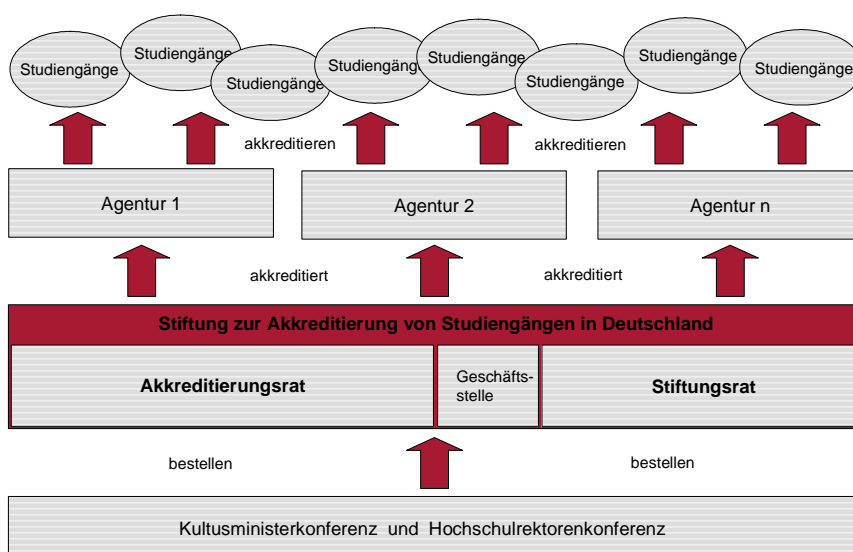 Studiengänge
Studiengänge
Studiengänge
Studiengänge
Studiengänge
Studiengänge
Studiengänge
Studiengänge
akkreditieren
akkreditieren
Agentur 1
Agentur 2
Agentur n
akkreditiert
akkreditiert
Stiftung zur Akkreditierung von Studiengängen in Deutschland
Akkreditierungsrat
Geschäfts-
stelle
Stiftungsrat
bestellen
bestellen
Kultusministerkonferenz und Hochschulrektorenkonferenz